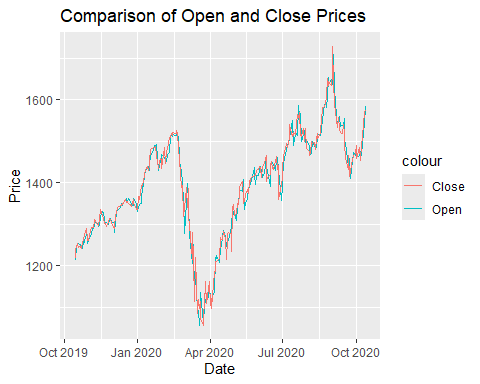 Comparison of Open and Close Prices
1600
1400
1200
Price
Oct 2019
Jan 2020
Apr 2020
Jul 2020
Oct 2020
Date
colour
Close
Open